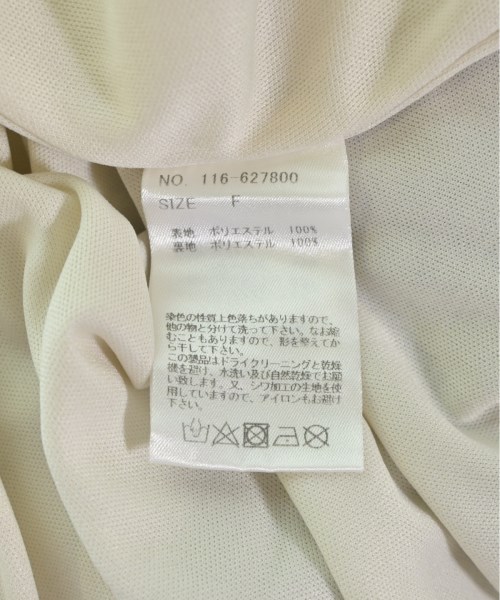 NO. 116-627800
SIZE F
表地 ポリエステル 100%
裏地 ポリエステル 100%
染色の性質上色落ちがありますので、
他の物と分けて洗って下さい。なお縮
むこともありますので、形を整えてか
ら干して下さい。
この製品はドライクリーニングと乾燥
機を避け、水洗い及び自然乾燥でお願
い致します。又、シワ加工の生地を使
用していますので、アイロンもお避け
下さい。